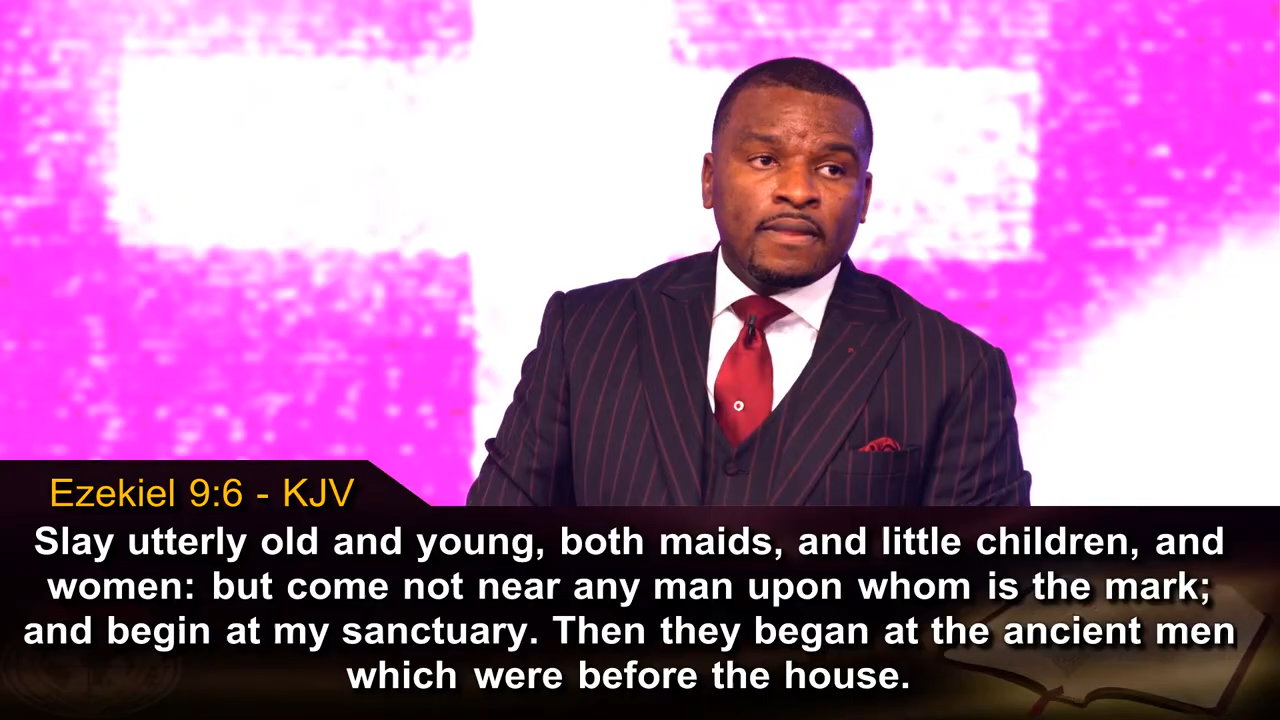 Ezekiel 9:6 - KJV
Slay utterly old and young, both maids, and little children, and
women: but come not near any man upon whom is the mark;
and begin at my sanctuary. Then they began at the ancient men
which were before the house.